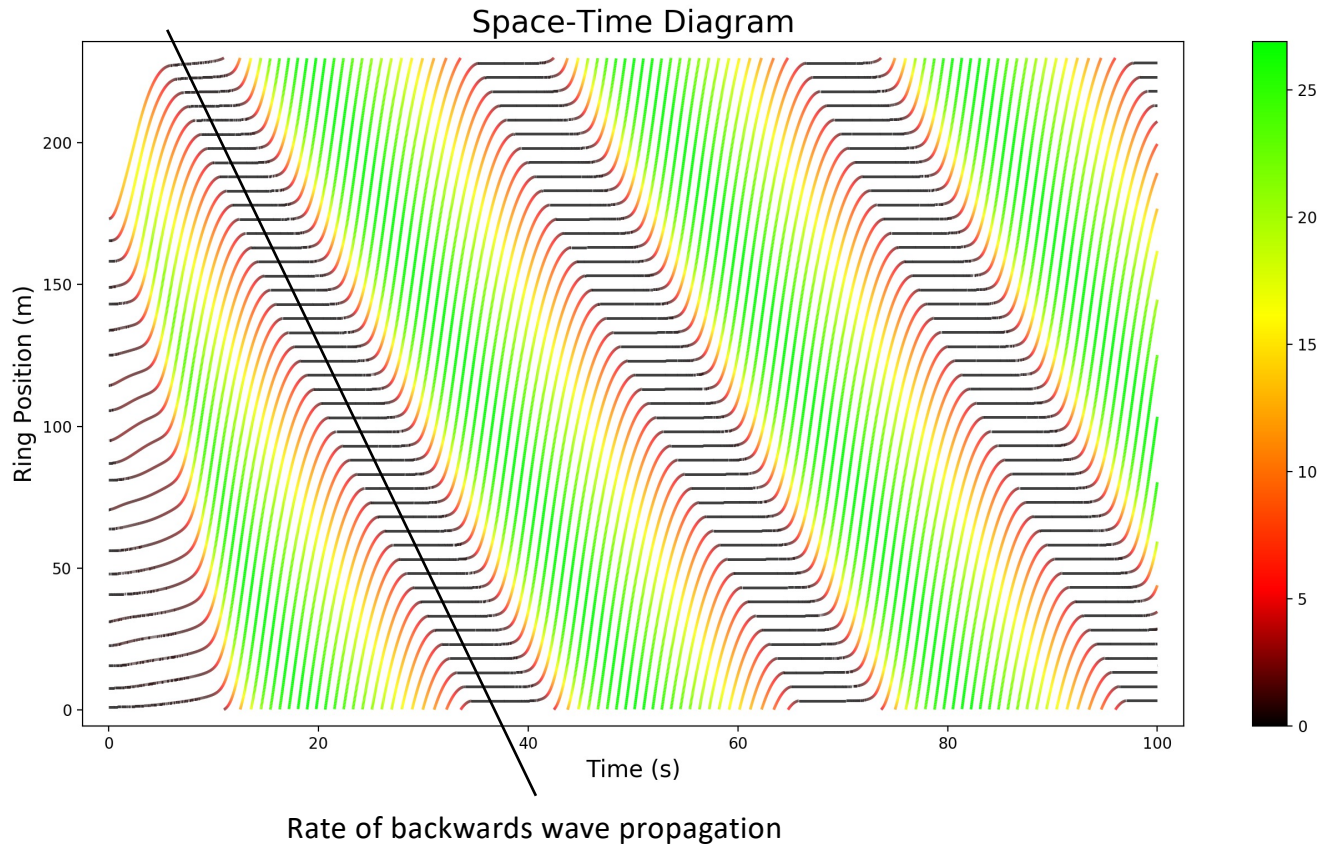 Space-Time Diagram
Ring Position (m)
200
150
100
50
0
0 20 40 60 80 100
Time (s)
25
20
15
10
5
0
Rate of backwards wave propagation